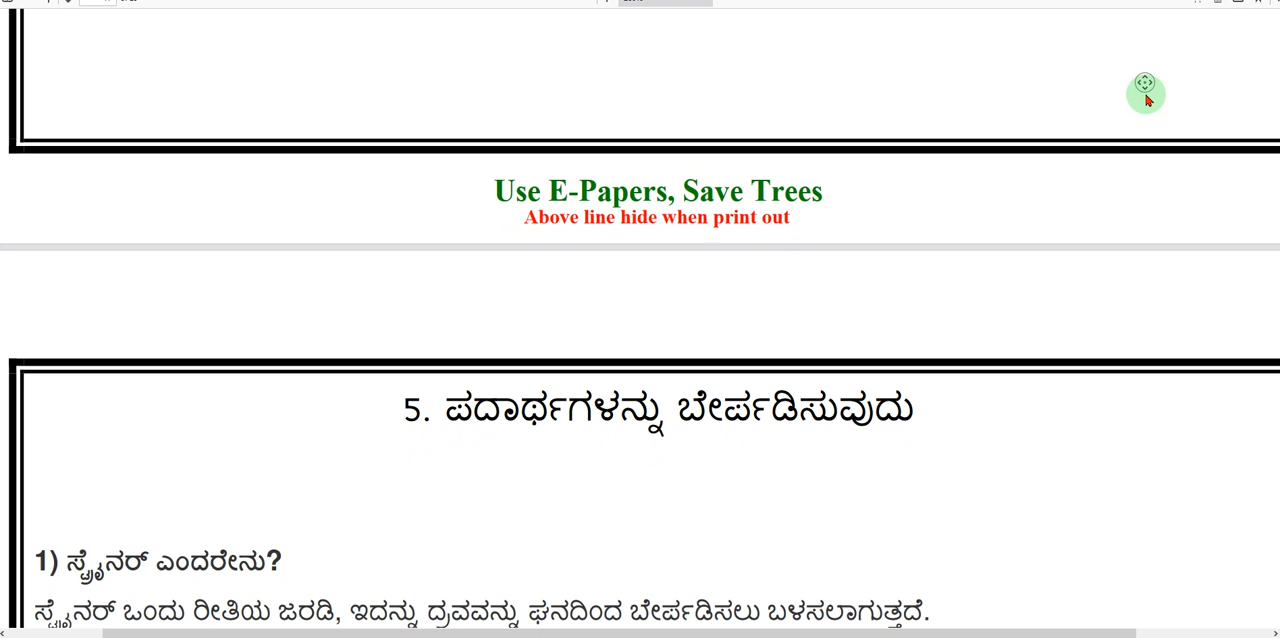 Use E-Papers, Save Trees
Above line hide when print out
5. ಪದಾರ್ಥಗಳನ್ನು ಬೇರ್ಪಡಿಸುವುದು
1) ಸ್ಟ್ರೈನರ್ ಎಂದರೇನು?
ಸ್ಟ್ರೈನರ್ ಒಂದು ರೀತಿಯ ಜರಡಿ, ಇದನ್ನು ದ್ರವವನ್ನು ಘನದಿಂದ ಬೇರ್ಪಡಿಸಲು ಬಳಸಲಾಗುತ್ತದೆ.